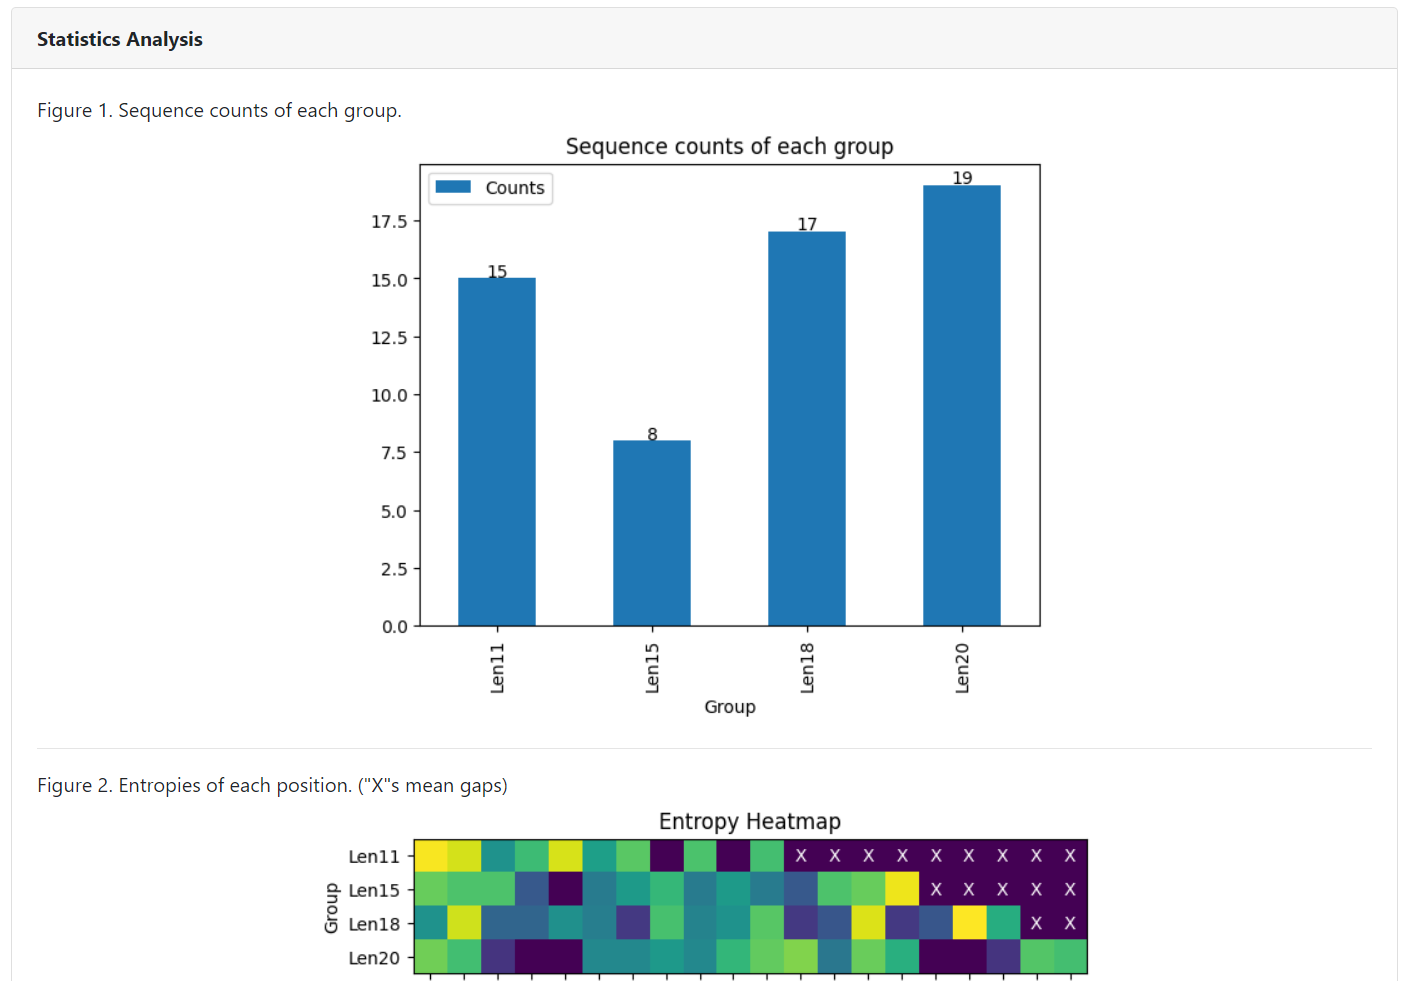 Statistics Analysis
Figure 1. Sequence counts of each group.
Sequence counts of each group
Counts
19
17
15
8
17.5
15.0
12.5
10.0
7.5
5.0
2.5
0.0
Len11
Len15
Len18
Len20
Group
Figure 2. Entropies of each position. ("X"s mean gaps)
Entropy Heatmap
Group
Len11 X X X X X X X X X
Len15 X X X X X
Len18 X X
Len20